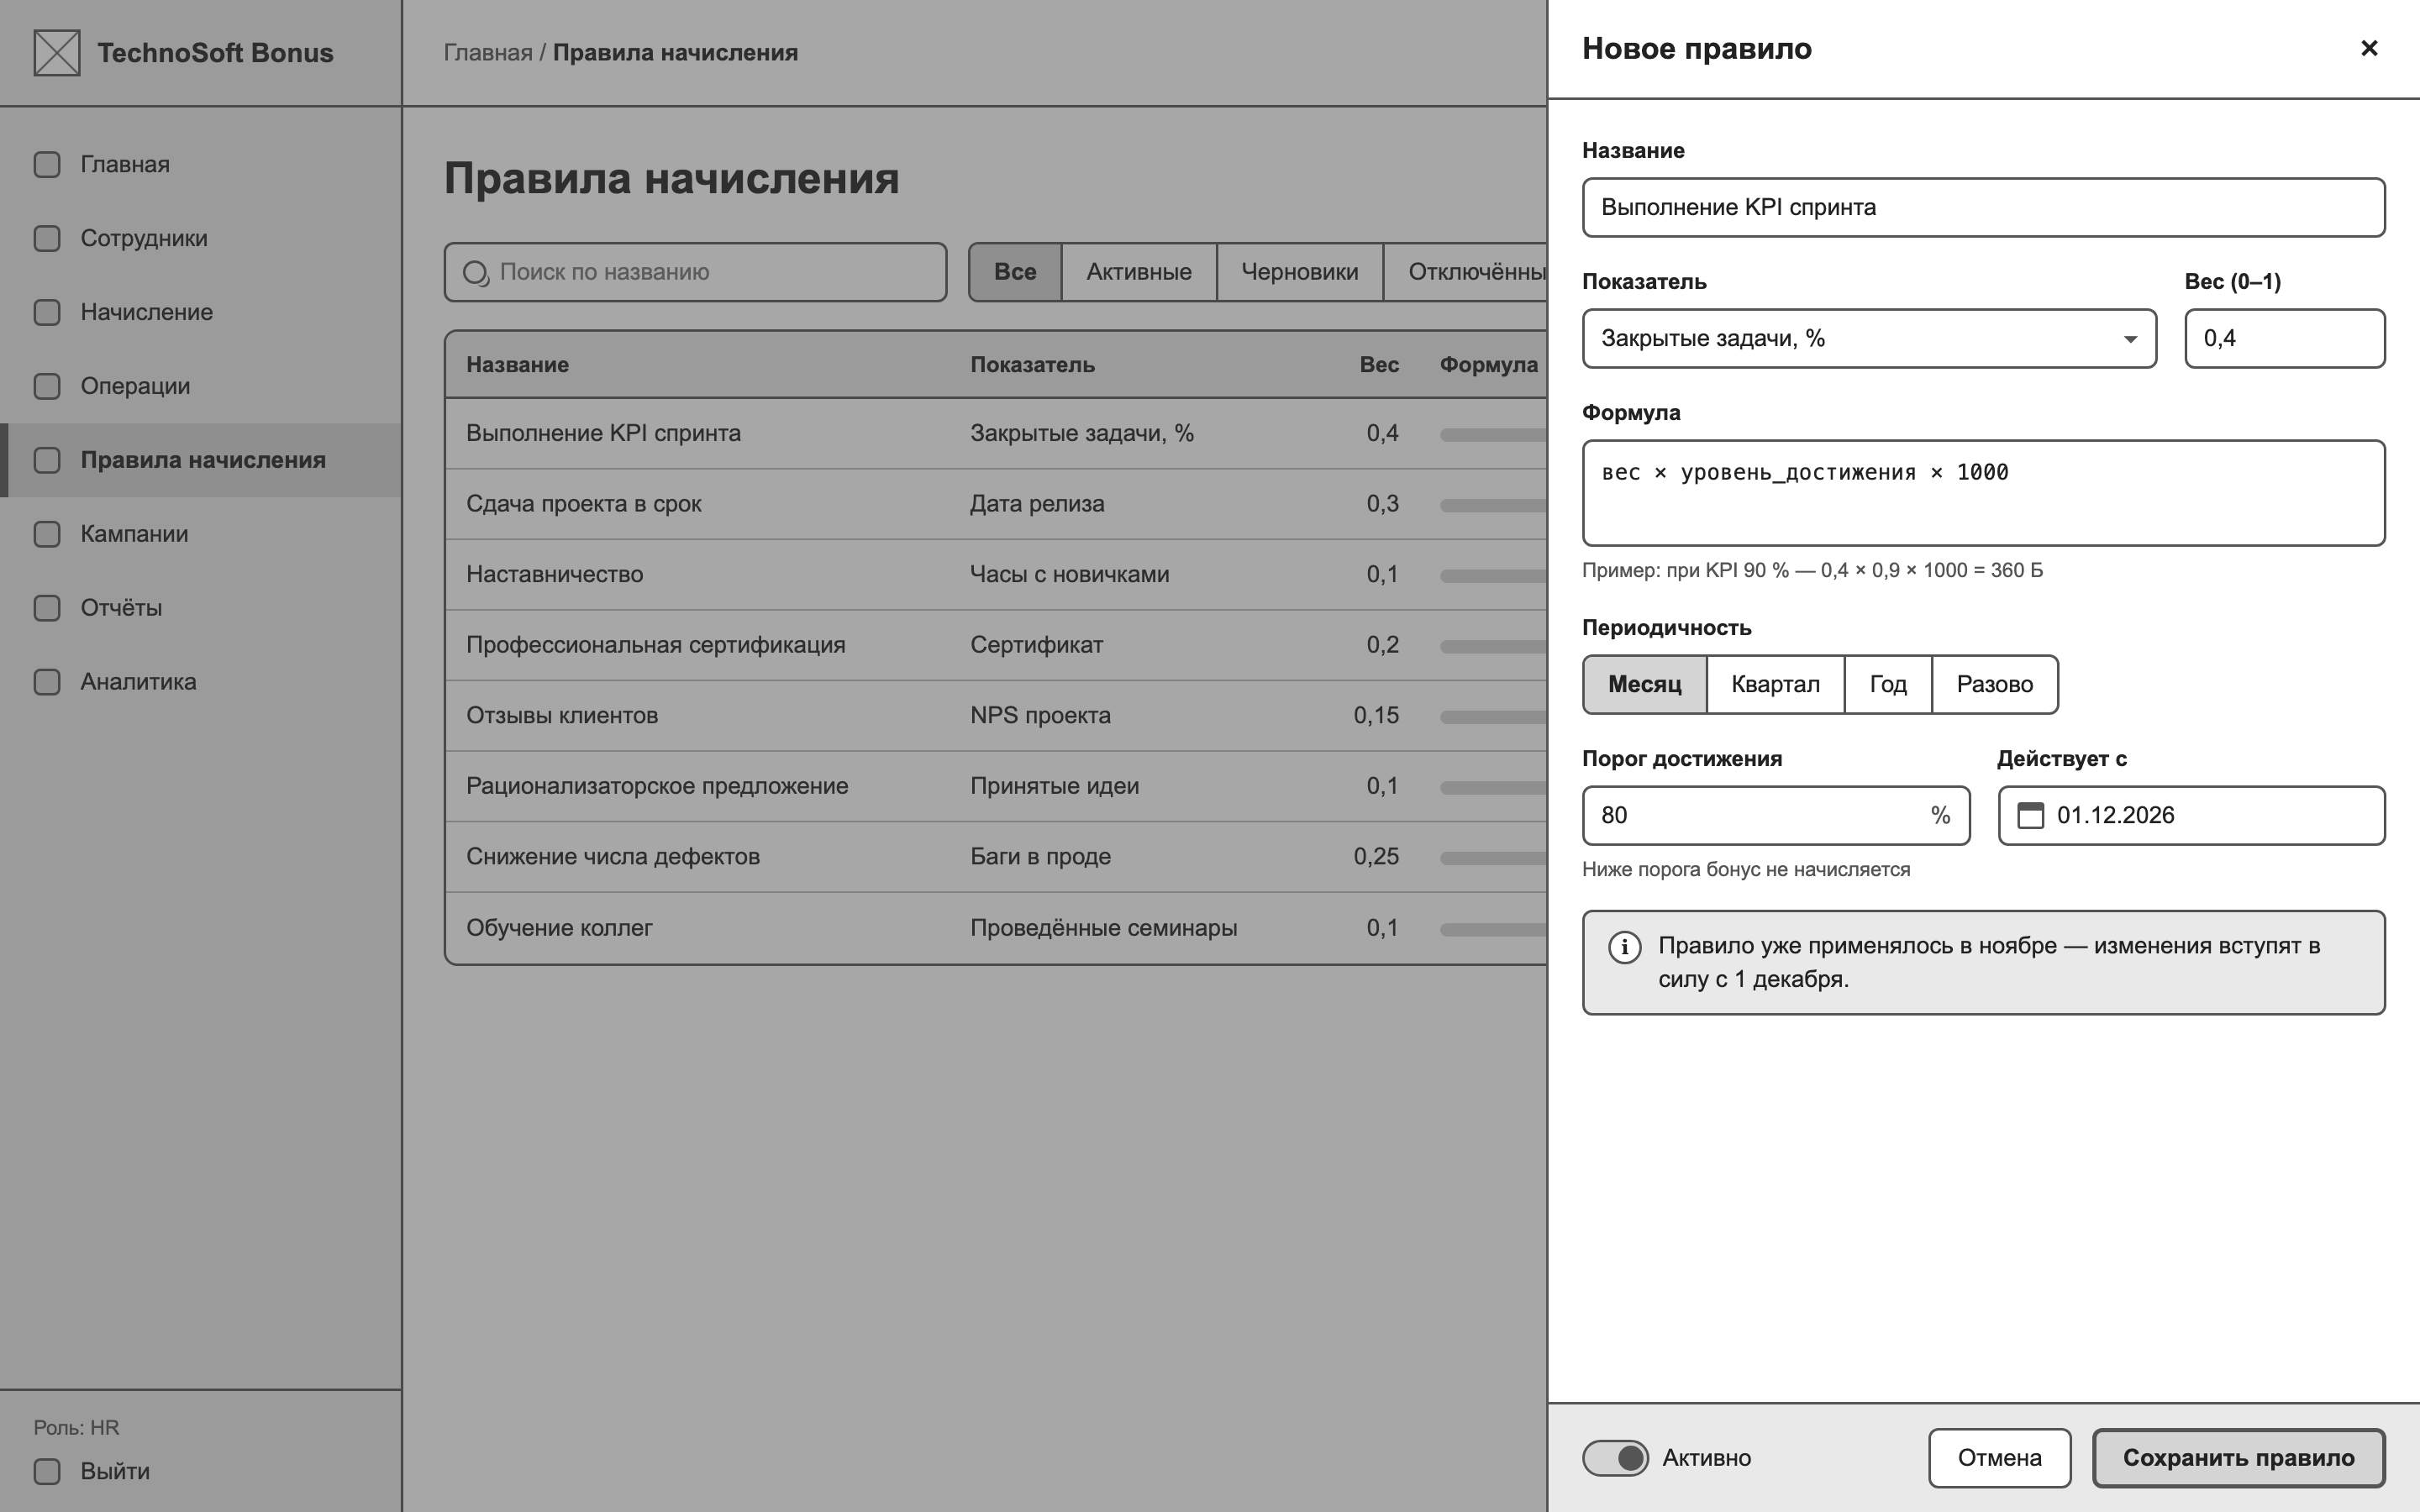 TechnoSoft Bonus
Главная
Сотрудники
Начисление
Операции
Правила начисления
Кампании
Отчёты
Аналитика
Роль: HR
Выйти
Главная / Правила начисления
Правила начисления
Поиск по названию
Все Активные Черновики Отключённы
Название Показатель Вес Формула
Выполнение KPI спринта Закрытые задачи, % 0,4
Сдача проекта в срок Дата релиза 0,3
Наставничество Часы с новичками 0,1
Профессиональная сертификация Сертификат 0,2
Отзывы клиентов NPS проекта 0,15
Рационализаторское предложение Принятые идеи 0,1
Снижение числа дефектов Баги в проде 0,25
Обучение коллег Проведённые семинары 0,1
Новое правило
Название
Выполнение KPI спринта
Показатель Вес (0–1)
Закрытые задачи, % 0,4
Формула
вес × уровень_достижения × 1000
Пример: при KPI 90 % — 0,4 × 0,9 × 1000 = 360 Б
Периодичность
Месяц Квартал Год Разово
Порог достижения Действует с
80 % 01.12.2026
Ниже порога бонус не начисляется
Правило уже применялось в ноябре — изменения вступят в
силу с 1 декабря.
Активно Отмена Сохранить правило